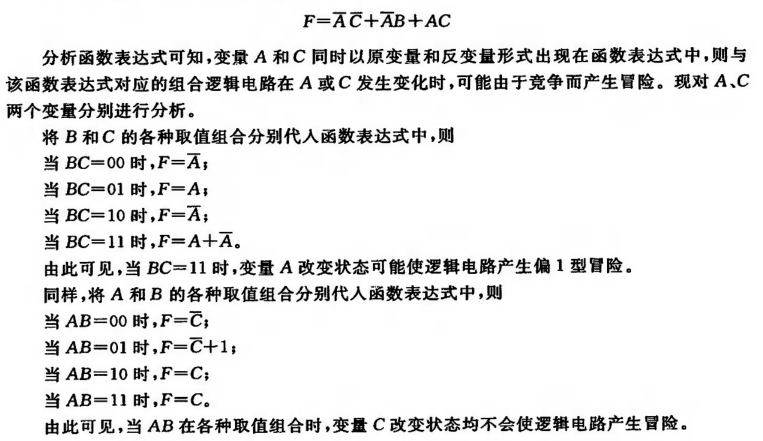 F=A̅ C̅+A̅B+AC
分析函数表达式可知,变量 A 和 C 同时以原变量和反变量形式出现在函数表达式中,则与
该函数表达式对应的组合逻辑电路在 A 或 C 发生变化时,可能由于竞争而产生冒险。现对 A、C
两个变量分别进行分析。
将 B 和 C 的各种取值组合分别代人函数表达式中,则
当 BC=00 时,F=A̅;
当 BC=01 时,F=A;
当 BC=10 时,F=A̅;
当 BC=11 时,F=A+A̅。
由此可见,当 BC=11 时,变量 A 改变状态可能使逻辑电路产生偏 1 型冒险。
同样,将 A 和 B 的各种取值组合分别代人函数表达式中,则
当 AB=00 时,F=C̅;
当 AB=01 时,F=C̅+1;
当 AB=10 时,F=C;
当 AB=11 时,F=C。
由此可见,当 AB 在各种取值组合时,变量 C 改变状态均不会使逻辑电路产生冒险。